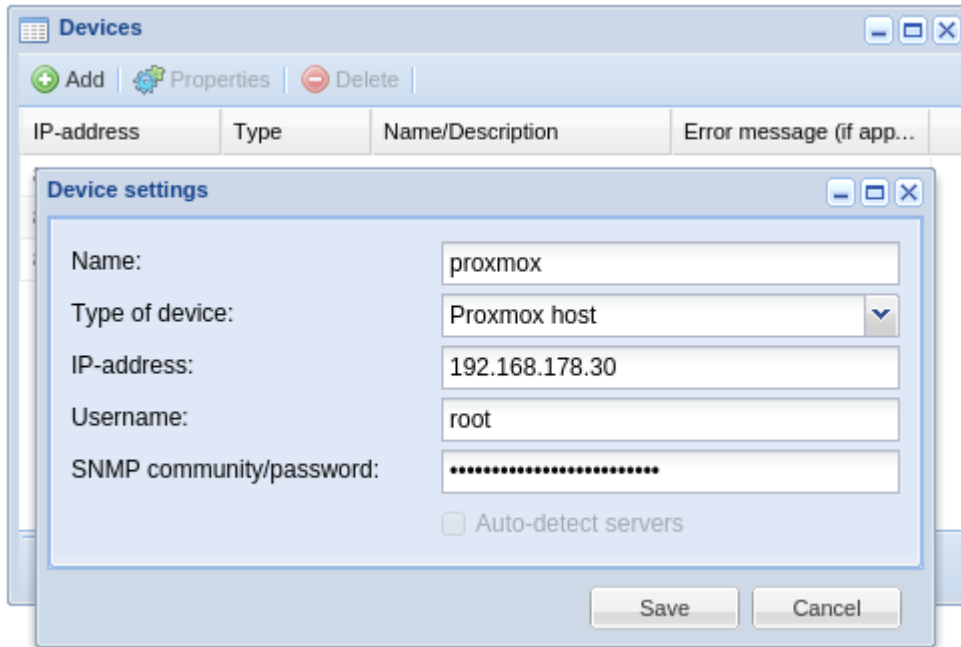 Devices
Add Properties Delete
IP-address Type Name/Description Error message (if app...
Device settings
Name: proxmox
Type of device: Proxmox host
IP-address: 192.168.178.30
Username: root
SNMP community/password: •••••••••••••••••••••••••
Auto-detect servers
Save Cancel